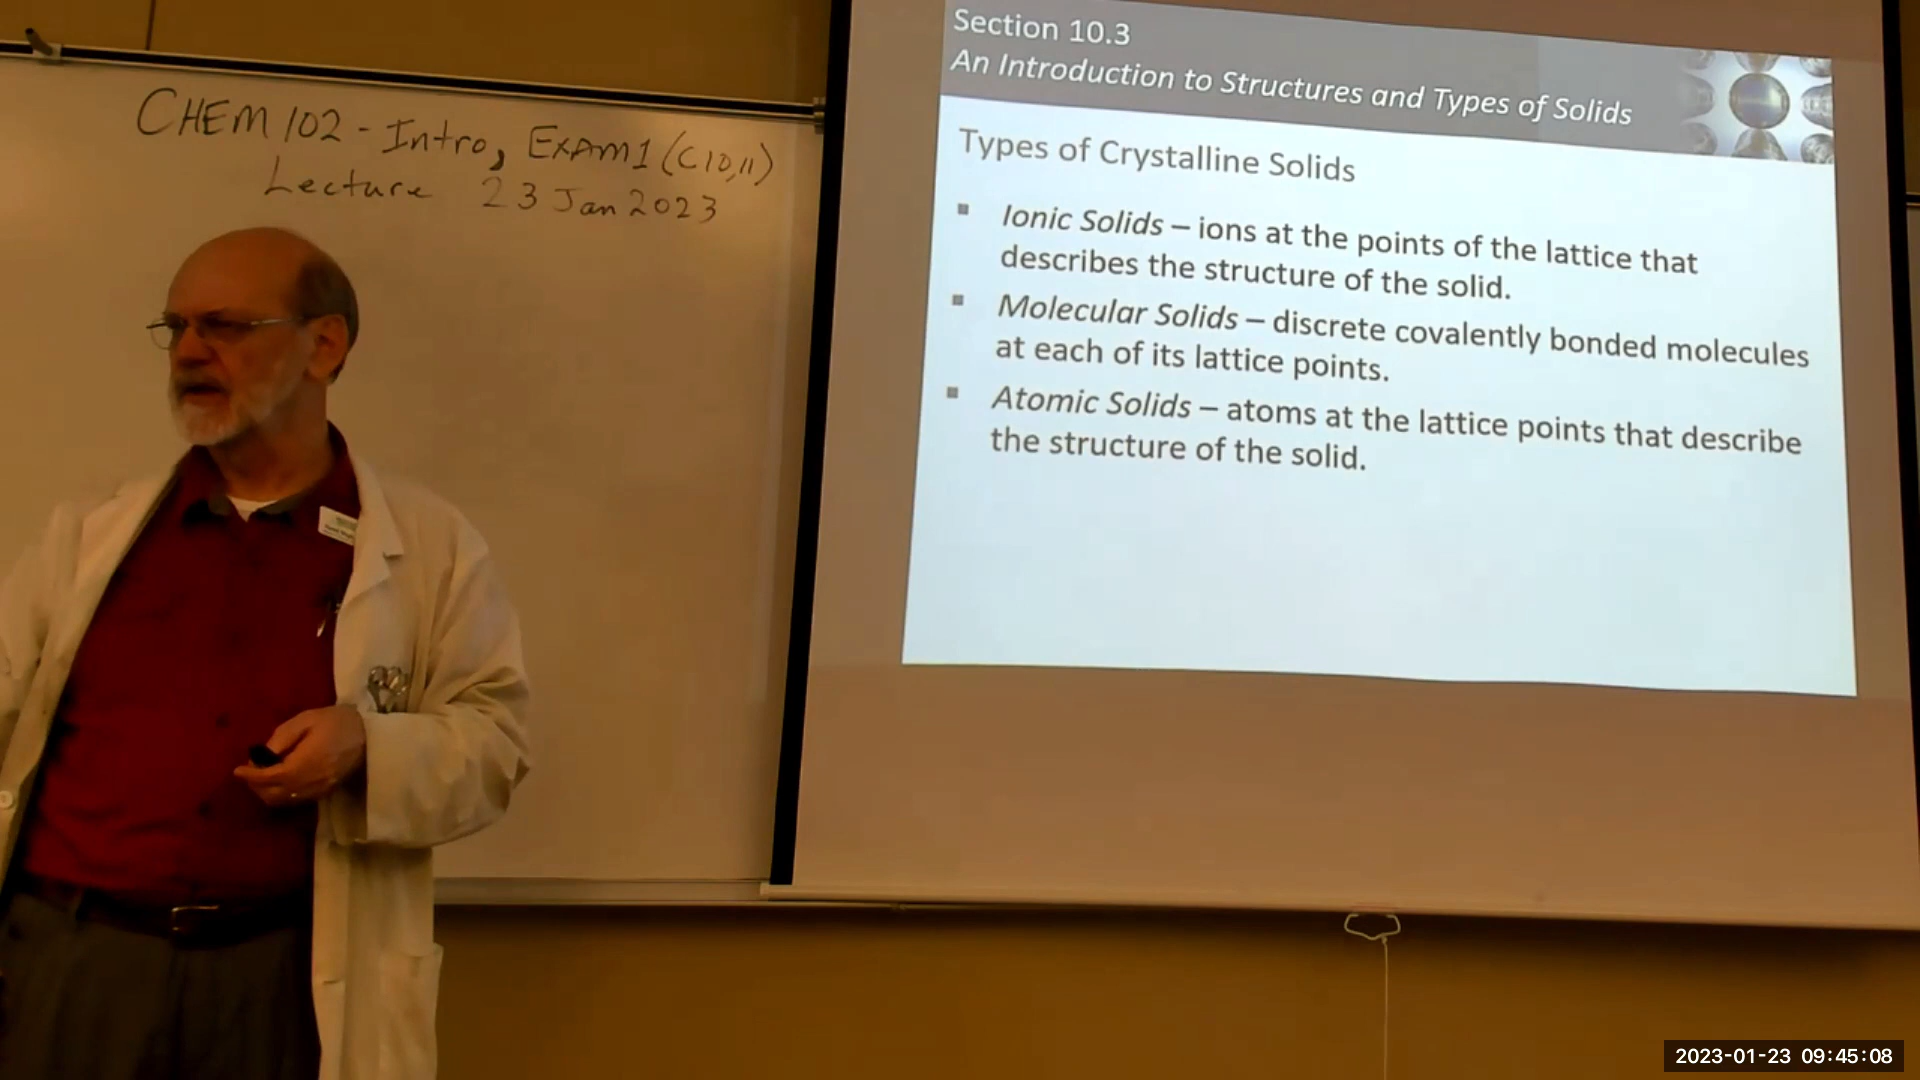 CHEM 102 - Intro, EXAM1 (C10,11)
Lecture 23 Jan 2023
Section 10.3
An Introduction to Structures and Types of Solids
Types of Crystalline Solids
▪ Ionic Solids – ions at the points of the lattice that
describes the structure of the solid.
▪ Molecular Solids – discrete covalently bonded molecules
at each of its lattice points.
▪ Atomic Solids – atoms at the lattice points that describe
the structure of the solid.
2023-01-23 09:45:08